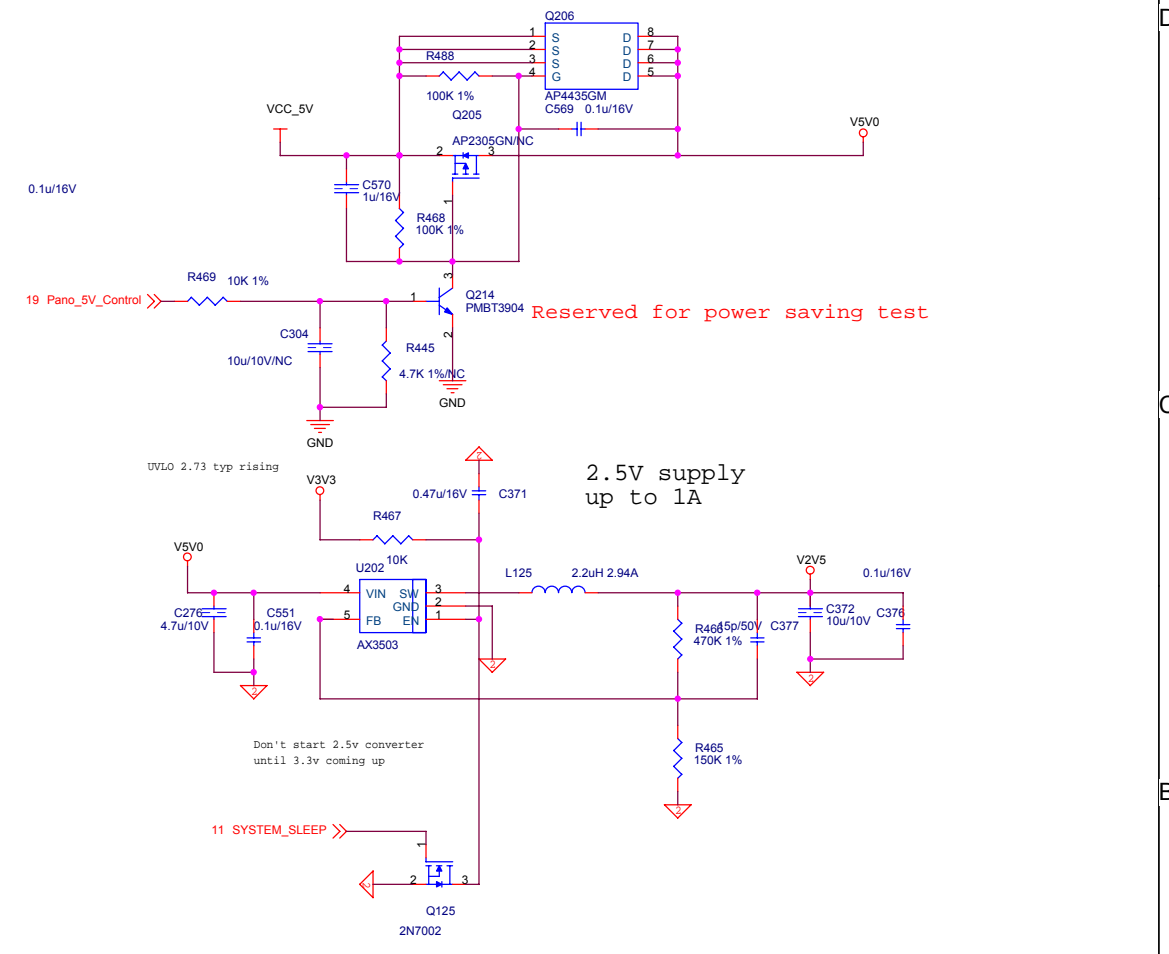 D
Q206
1 S D 8
2 S D 7
3 S D 6
4 G D 5
R488
100K 1%
AP4435GM
C569 0.1u/16V
Q205
AP2305GN/NC
VCC_5V
V5V0
2 3
0.1u/16V
C570
1u/16V
1
R468
100K 1%
R469 10K 1%
3
19 Pano_5V_Control
1
Q214
PMBT3904
Reserved for power saving test
C304
10u/10V/NC
R445
4.7K 1%/NC
2
GND
GND
C
UVLO 2.73 typ rising
V3V3
2
0.47u/16V C371
2.5V supply
up to 1A
R467
10K
V5V0
U202
L125 2.2uH 2.94A
V2V5
0.1u/16V
4 VIN SW 3
GND 2
5 FB EN 1
AX3503
C276
4.7u/10V
C551
0.1u/16V
R466
470K 1%
15p/50V C377
C372
10u/10V
C376
2
2
2
Don't start 2.5v converter
until 3.3v coming up
R465
150K 1%
B
2
11 SYSTEM_SLEEP
1
2
2 3
Q125
2N7002